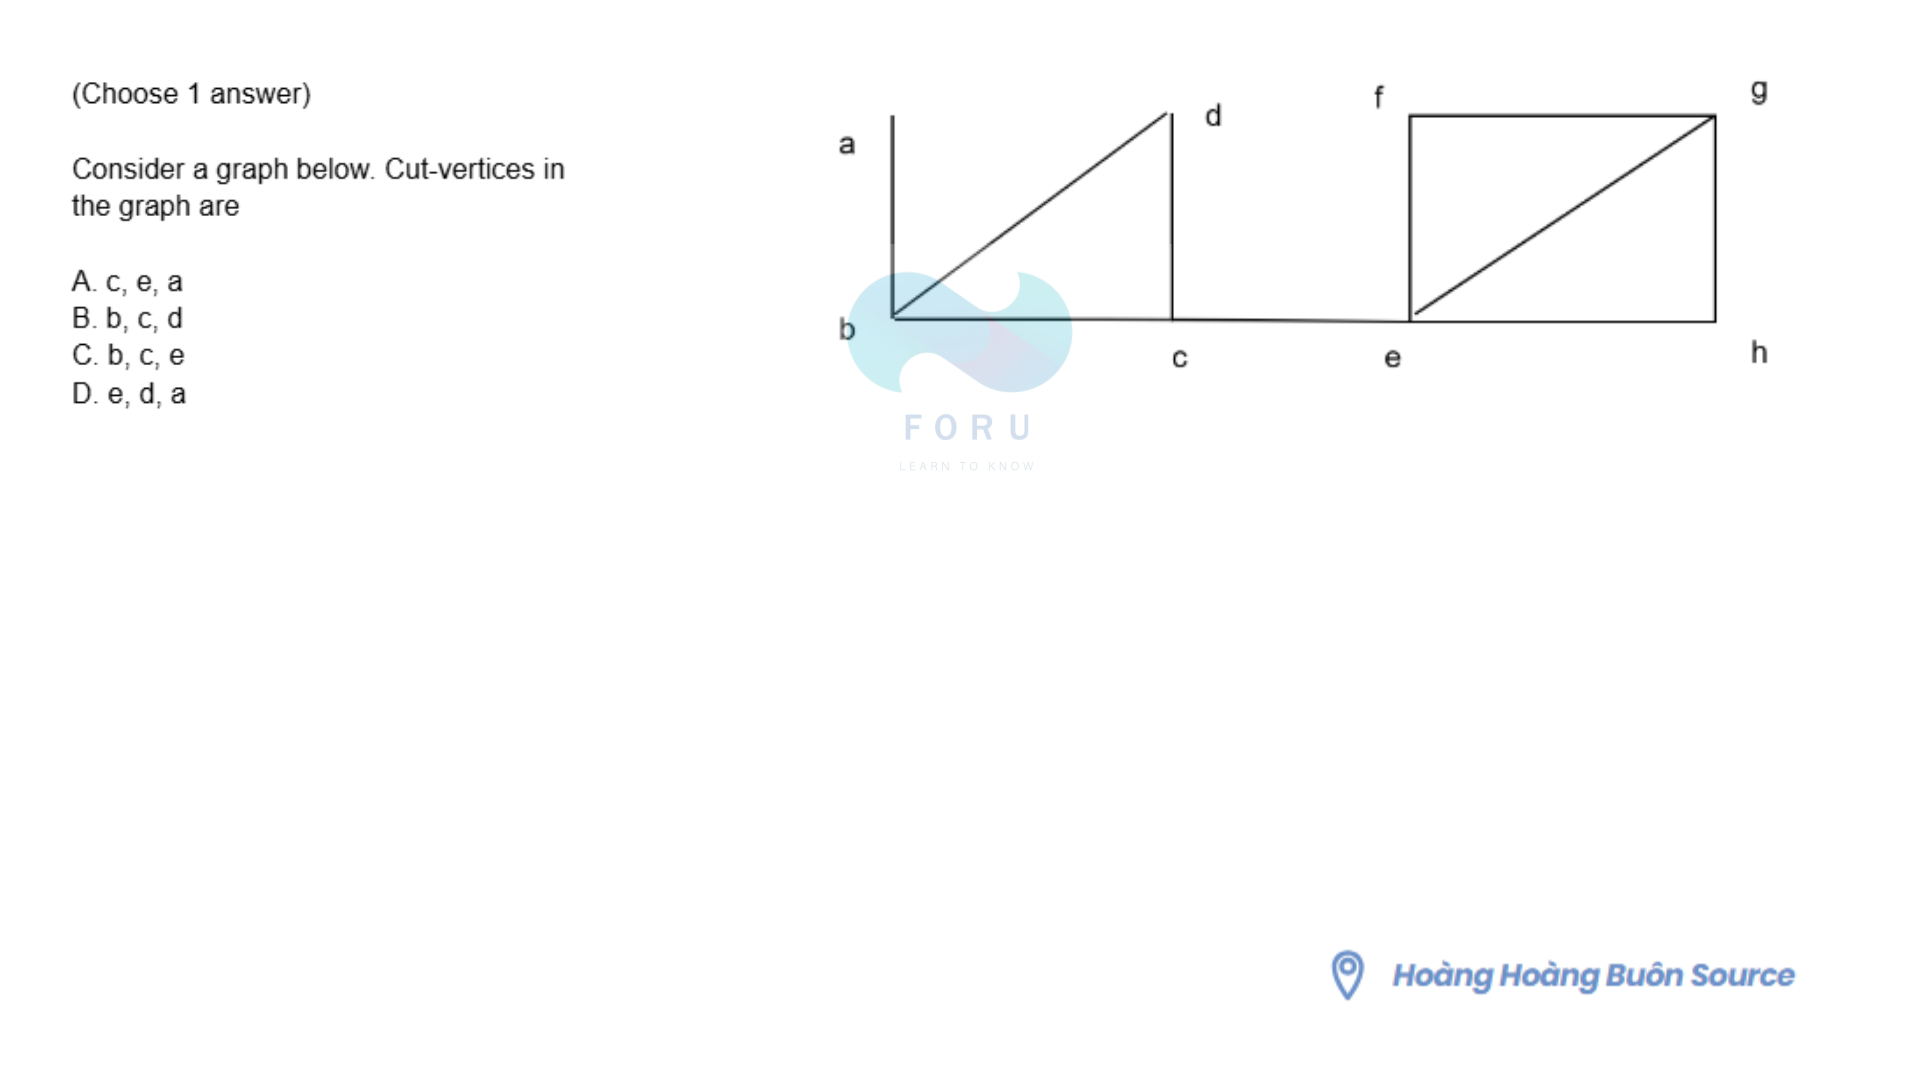 (Choose 1 answer)
Consider a graph below. Cut-vertices in
the graph are
A. c, e, a
B. b, c, d
C. b, c, e
D. e, d, a
a
d
f
g
b
c
e
h
FORU
LEARN TO KNOW
Hoàng Hoàng Buôn Source